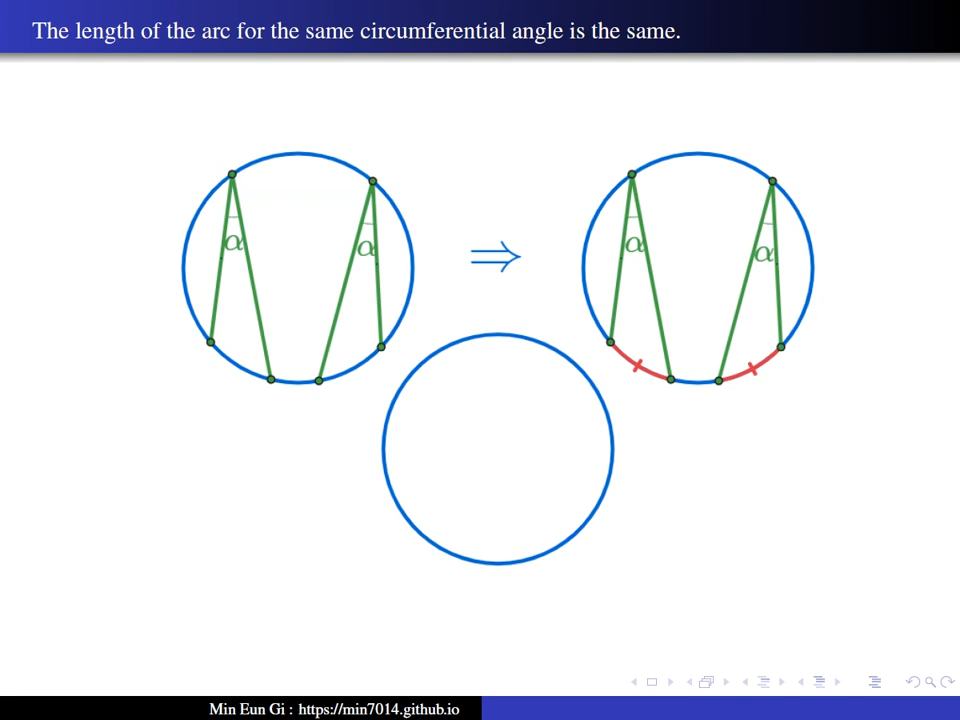 The length of the arc for the same circumferential angle is the same.
α α ⇒ α α
Min Eun Gi : https://min7014.github.io